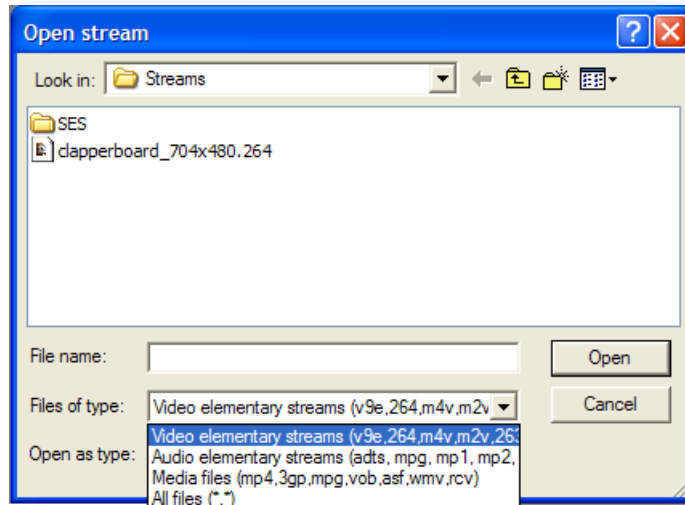 Open stream
Look in: Streams
SES
clapperboard_704x480.264
File name:
Open
Files of type: Video elementary streams (v9e,264,m4v,m2v
Cancel
Video elementary streams (v9e,264,m4v,m2v,263
Open as type:
Audio elementary streams (adts, mpg, mp1, mp2,
Media files (mp4,3gp,mpg,vob,asf,wmv,rcv)
All files (*.*)